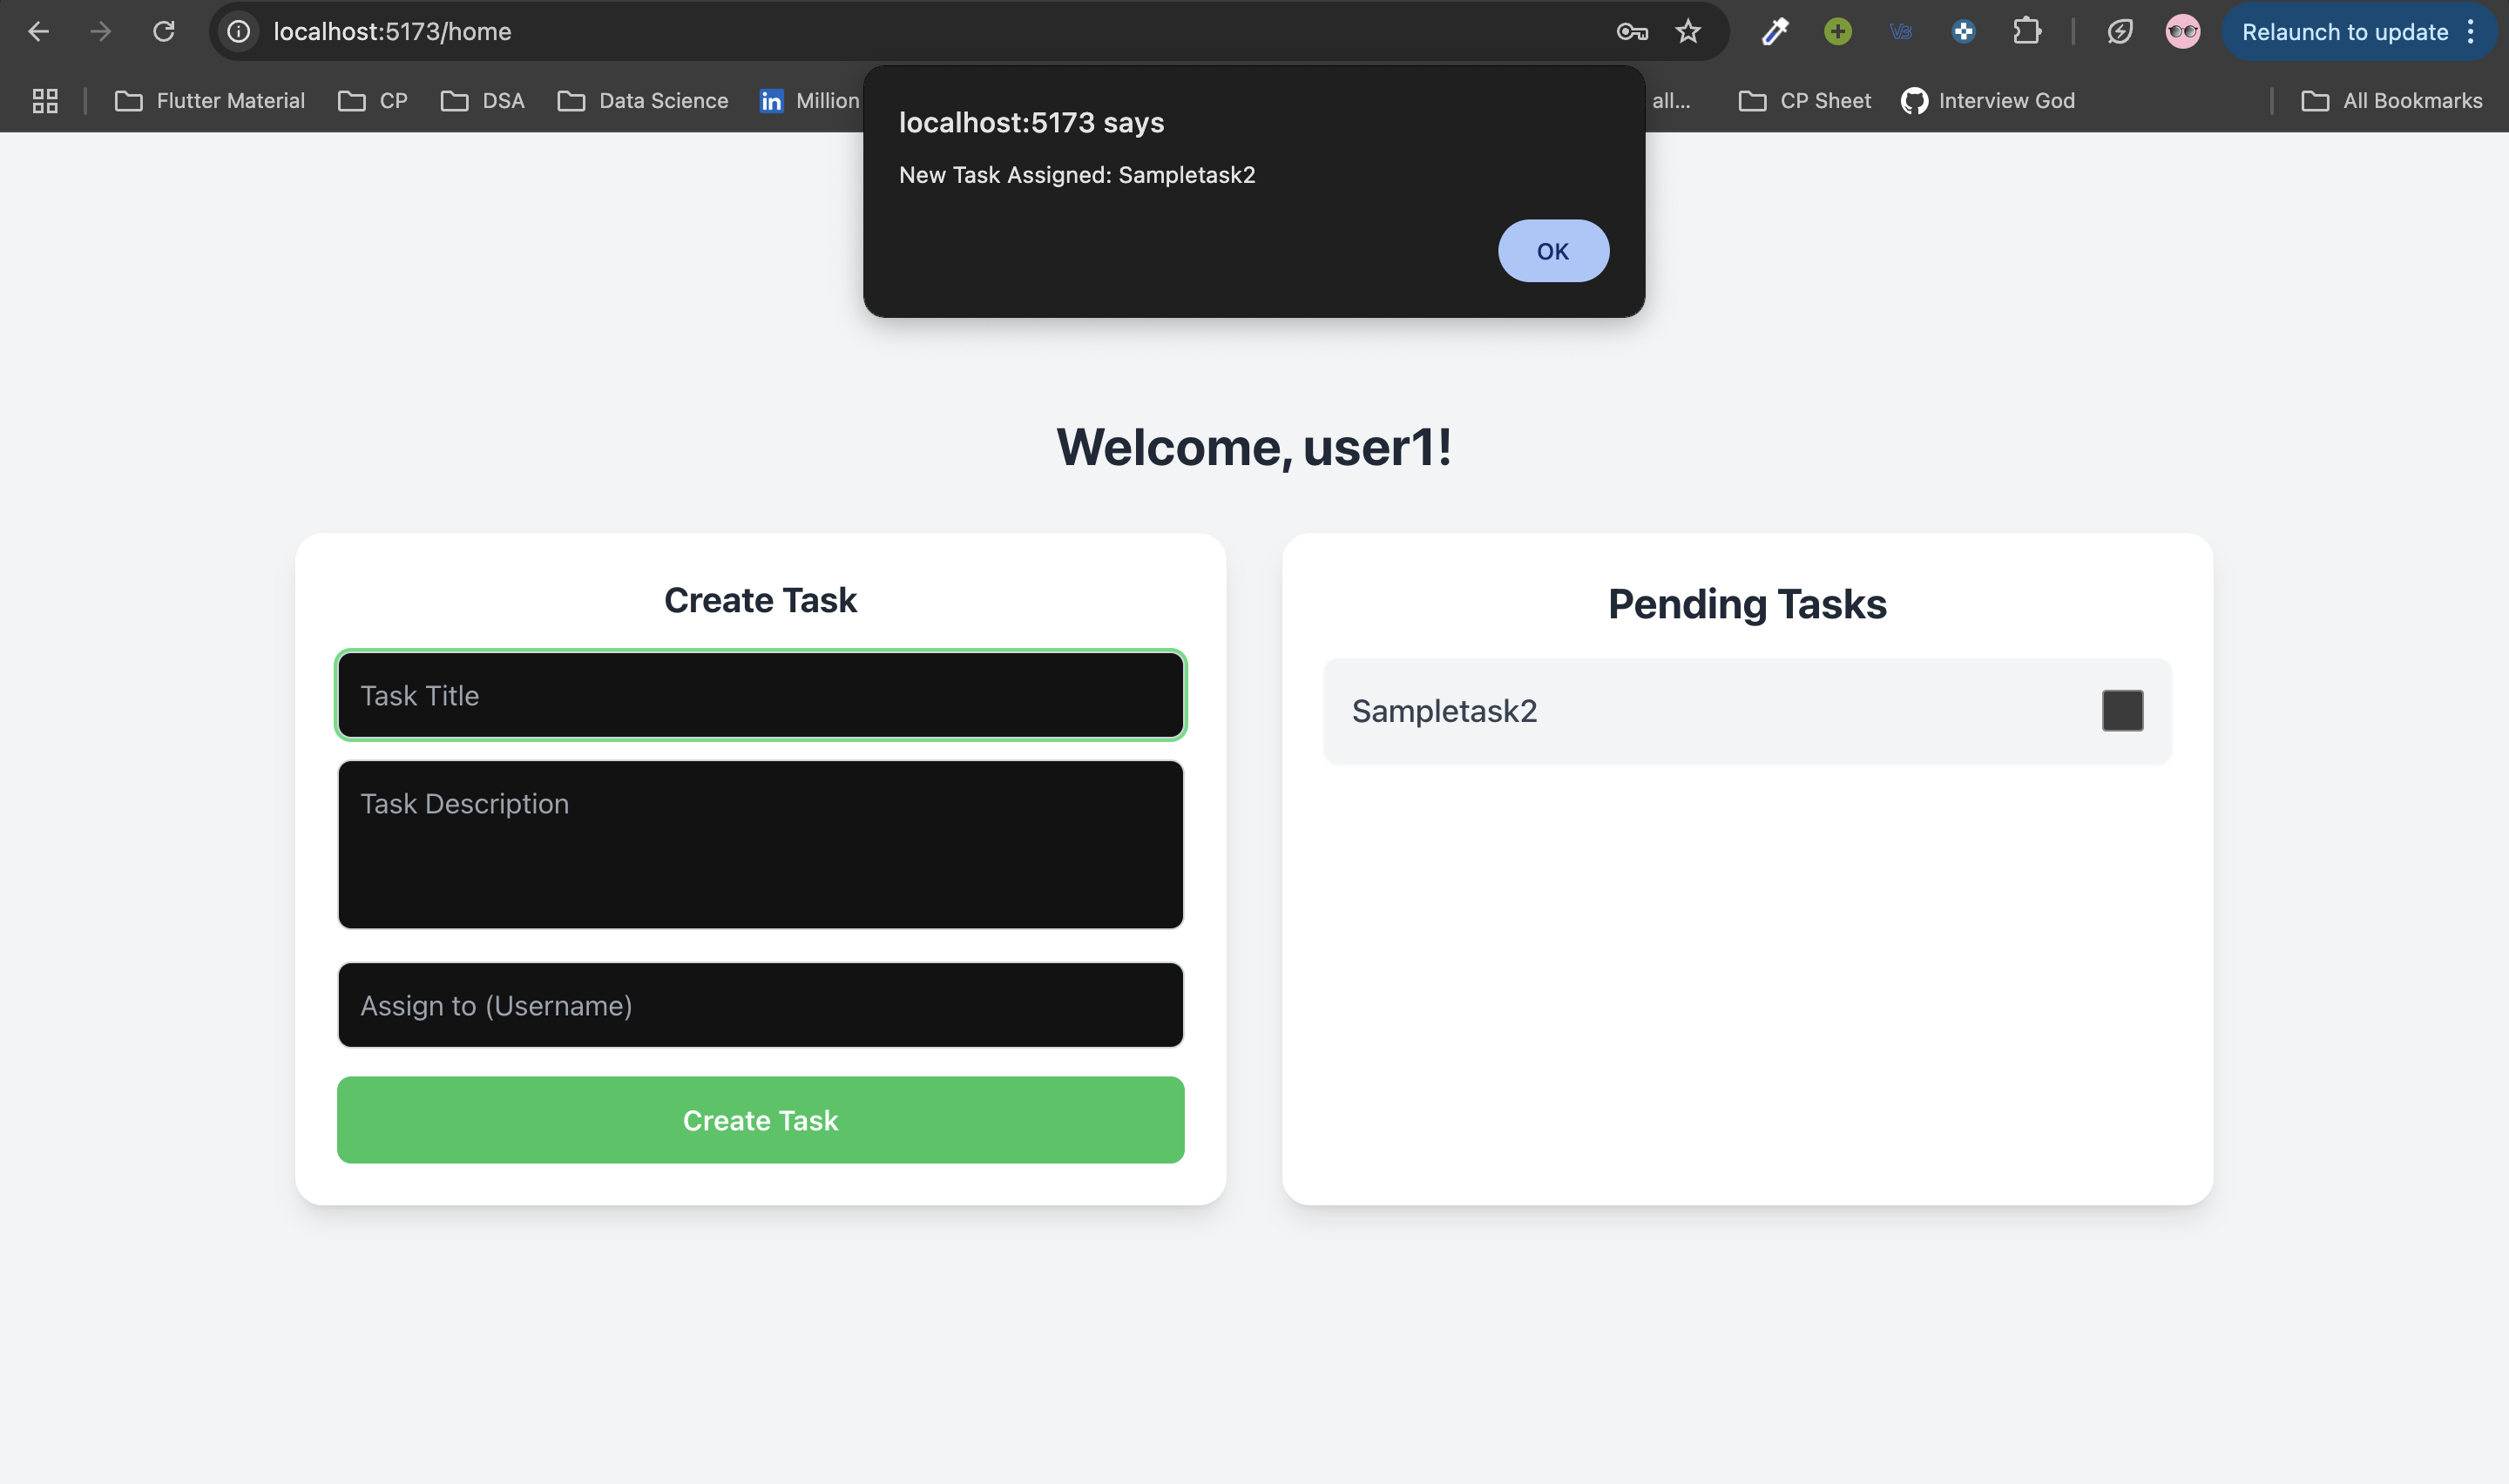 localhost:5173/home
Relaunch to update
Flutter Material
CP
DSA
Data Science
in
Million
all...
CP Sheet
Interview God
All Bookmarks
localhost:5173 says
New Task Assigned: Sampletask2
OK
Welcome, user1!
Create Task
Task Title
Task Description
Assign to (Username)
Create Task
Pending Tasks
Sampletask2